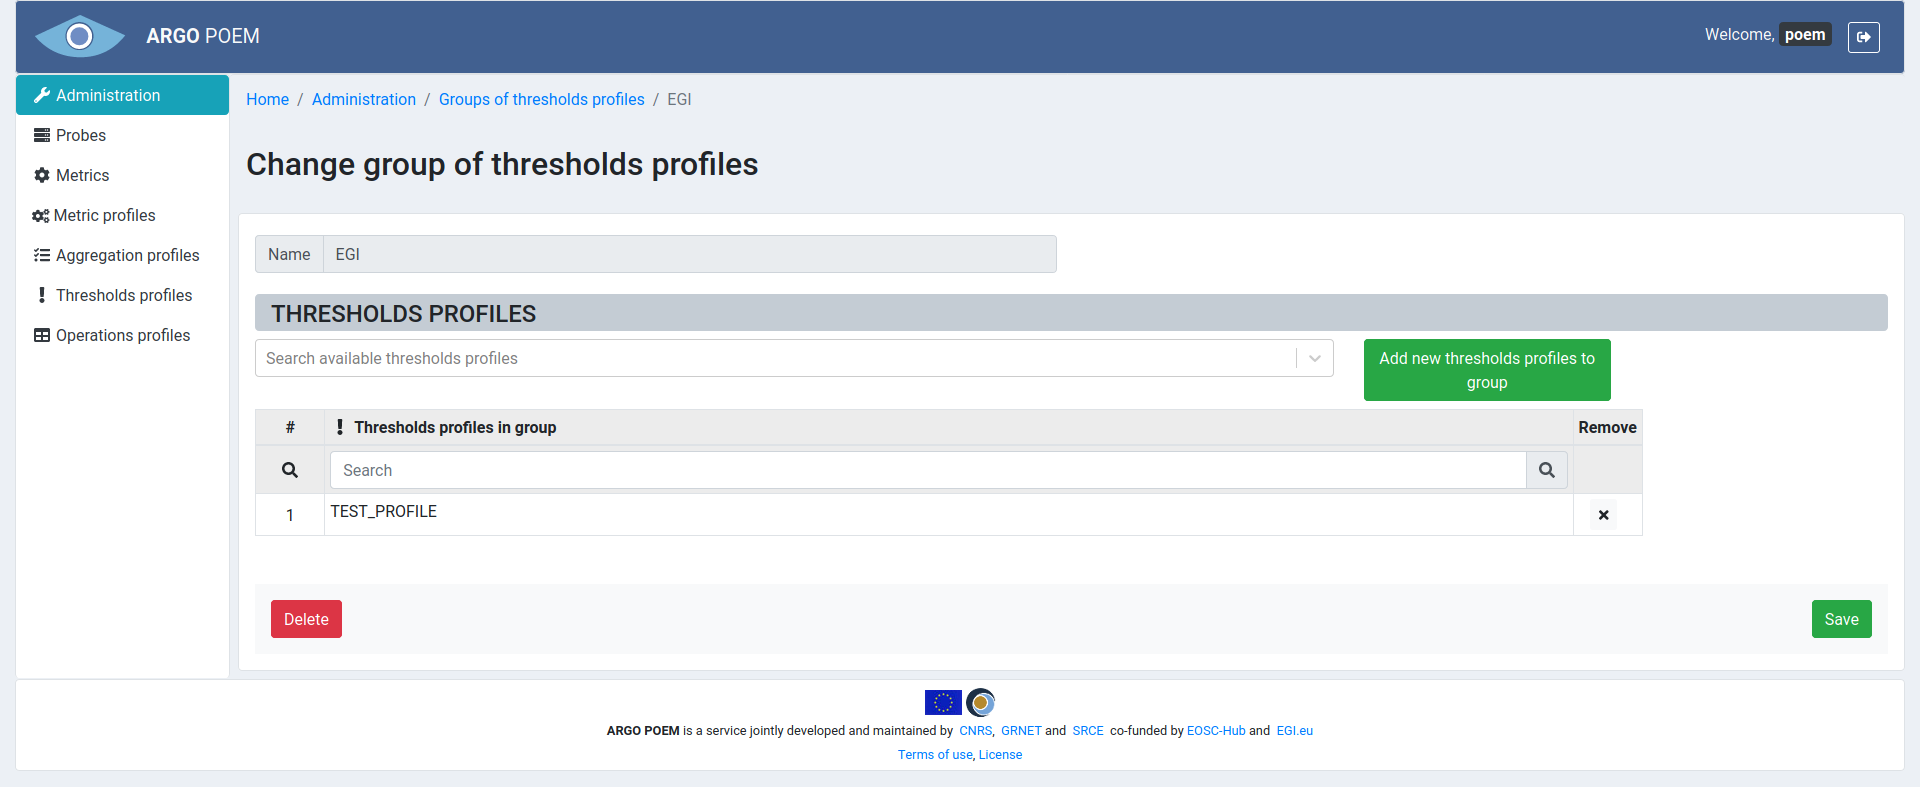 ARGO POEM
Welcome, poem
Administration
Probes
Metrics
Metric profiles
Aggregation profiles
Thresholds profiles
Operations profiles
Home / Administration / Groups of thresholds profiles / EGI
Change group of thresholds profiles
Name EGI
THRESHOLDS PROFILES
Search available thresholds profiles
Add new thresholds profiles to
group
# Thresholds profiles in group Remove
Search
1 TEST_PROFILE
Delete
Save
ARGO POEM is a service jointly developed and maintained by CNRS, GRNET and SRCE co-funded by EOSC-Hub and EGI.eu
Terms of use, License